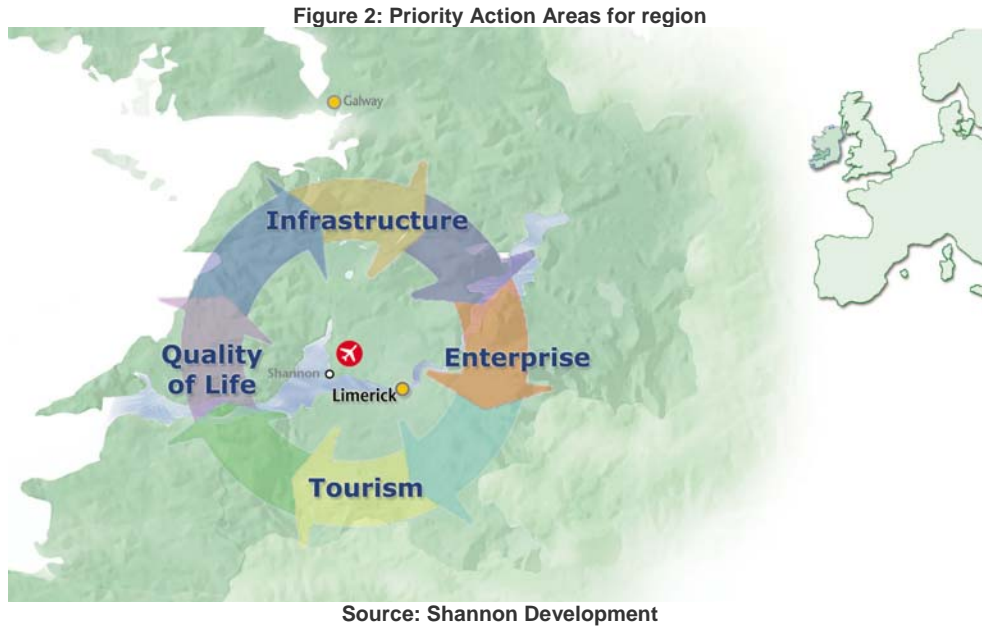 Figure 2: Priority Action Areas for region
Galway
Infrastructure
Quality
of Life
Enterprise
Shannon
Limerick
Tourism
Source: Shannon Development